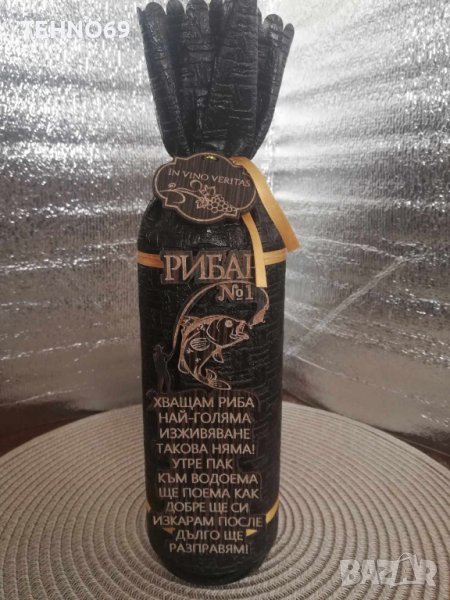 TEHNO69
IN VINO VERITAS
РИБАР
№1
ХВАЩАМ РИБА
НАЙ-ГОЛЯМА
ИЗЖИВЯВАНЕ
ТАКОВА НЯМА!
УТРЕ ПАК
КЪМ ВОДОЕМА
ЩЕ ПОЕМА КАК
ДОБРЕ ЩЕ СИ
ИЗКАРАМ ПОСЛЕ
ДЪЛГО ЩЕ
РАЗПРАВЯМ!
BAZAR